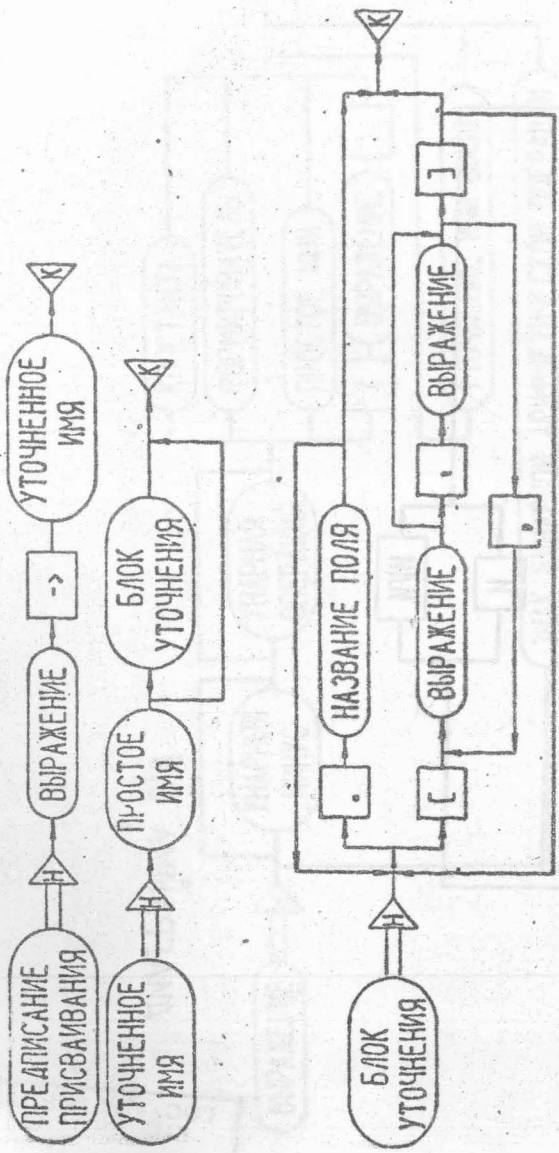 ПРЕДПИСАНИЕ
ПРИСВАИВАНИЯ
Н
ВЫРАЖЕНИЕ
->
УТОЧНЕННОЕ
ИМЯ
К
УТОЧНЕННОЕ
ИМЯ
Н
ПРОСТОЕ
ИМЯ
БЛОК
УТОЧНЕНИЯ
К
БЛОК
УТОЧНЕНИЯ
Н
.
НАЗВАНИЕ ПОЛЯ
К
[
ВЫРАЖЕНИЕ
ВЫРАЖЕНИЕ
]